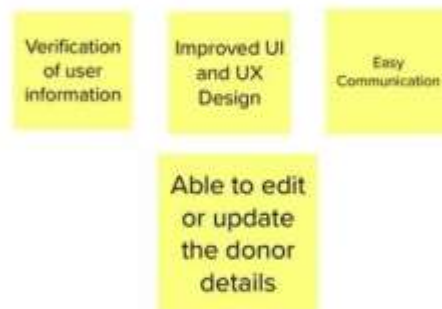 Verification
of user
information
Improved UI
and UX
Design
Easy
Communication
Able to edit
or update
the donor
details